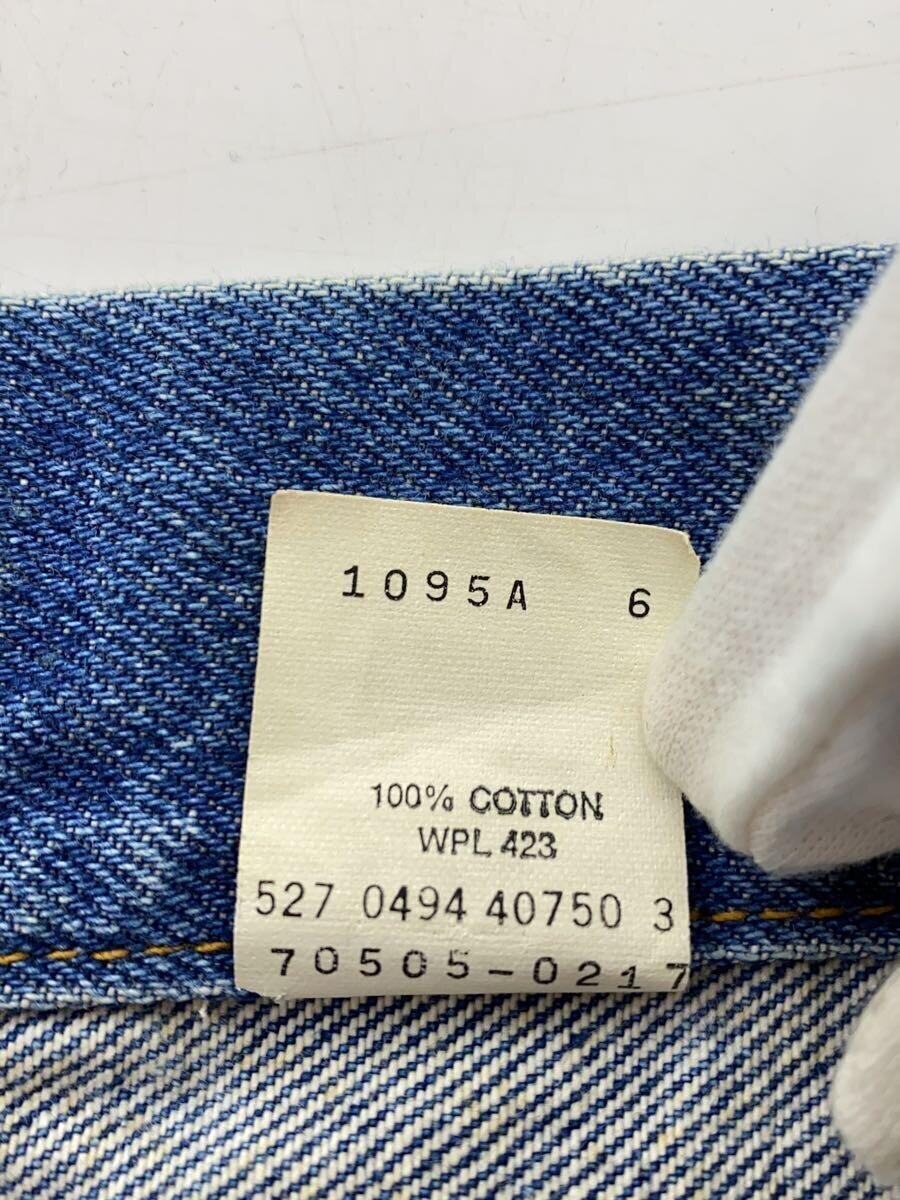 1095A 6
100% COTTON
WPL 423
527 0494 40750 3
70505-0217